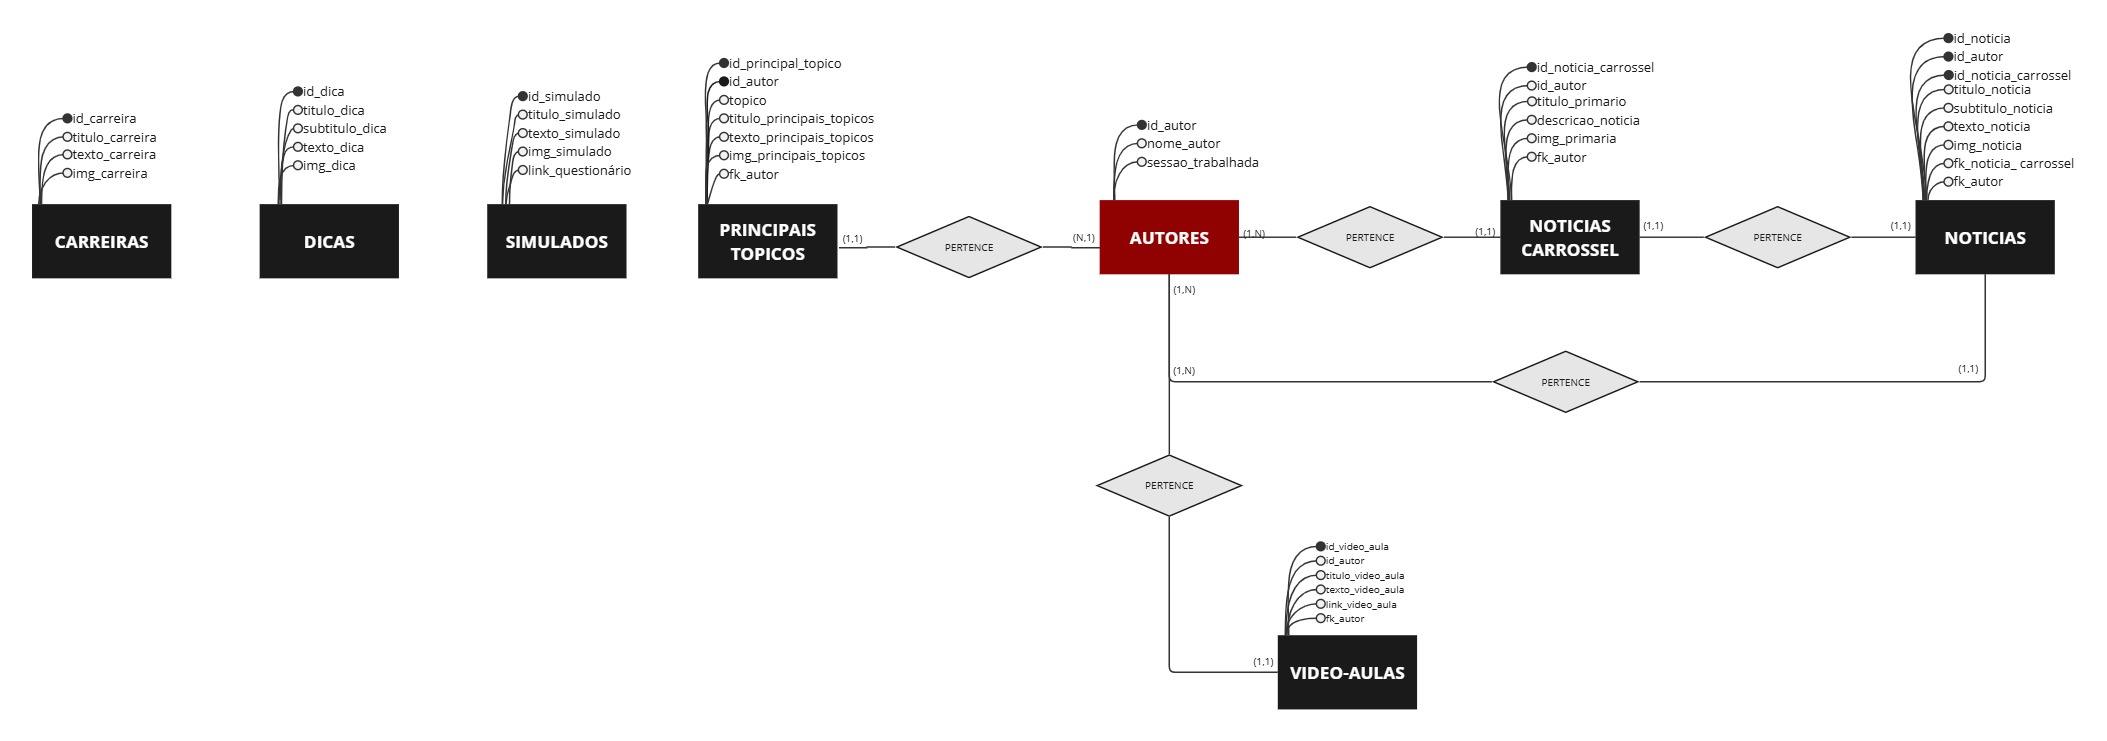 id_carreira
titulo_carreira
texto_carreira
img_carreira
CARREIRAS
id_dica
titulo_dica
subtitulo_dica
texto_dica
img_dica
DICAS
id_simulado
titulo_simulado
texto_simulado
img_simulado
link_questionário
SIMULADOS
id_principal_topico
id_autor
topico
titulo_principais_topicos
texto_principais_topicos
img_principais_topicos
fk_autor
PRINCIPAIS
TOPICOS
(1,1)
PERTENCE
(N,1)
id_autor
nome_autor
sessao_trabalhada
AUTORES
(1,N)
PERTENCE
(1,1)
id_noticia_carrossel
id_autor
titulo_primario
descricao_noticia
img_primaria
fk_autor
NOTICIAS
CARROSSEL
(1,1)
PERTENCE
(1,1)
id_noticia
id_autor
id_noticia_carrossel
titulo_noticia
subtitulo_noticia
texto_noticia
img_noticia
fk_noticia_ carrossel
fk_autor
NOTICIAS
(1,N)
(1,N)
PERTENCE
(1,1)
PERTENCE
id_video_aula
id_autor
titulo_video_aula
texto_video_aula
link_video_aula
fk_autor
(1,1)
VIDEO-AULAS